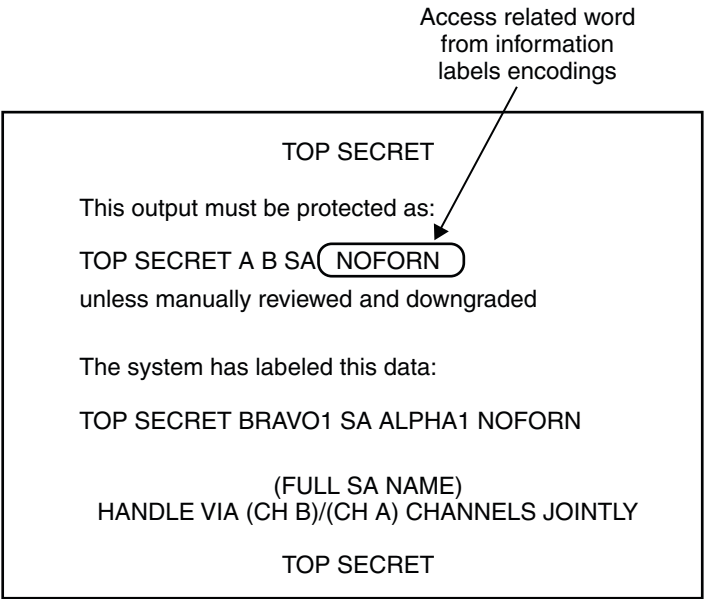 Access related word
from information
labels encodings
TOP SECRET
This output must be protected as:
TOP SECRET A B SA NOFORN
unless manually reviewed and downgraded
The system has labeled this data:
TOP SECRET BRAVO1 SA ALPHA1 NOFORN
(FULL SA NAME)
HANDLE VIA (CH B)/(CH A) CHANNELS JOINTLY
TOP SECRET